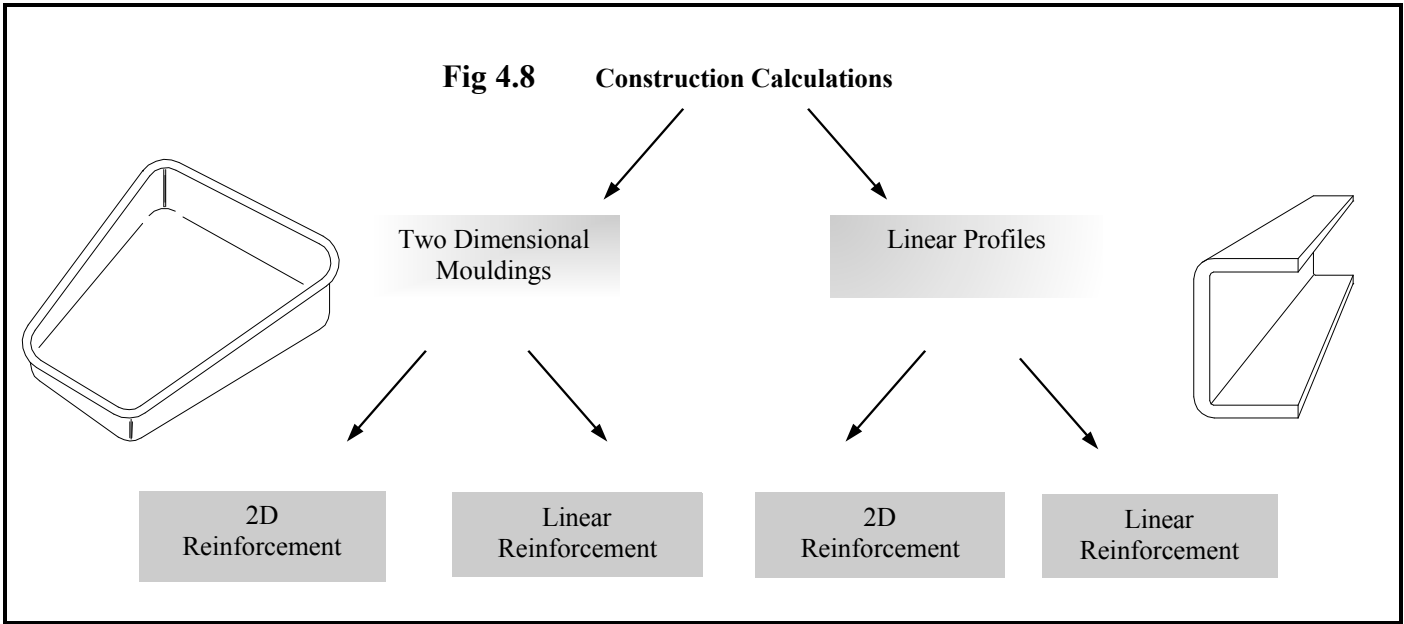 Fig 4.8 Construction Calculations
Two Dimensional
Mouldings
Linear Profiles
2D
Reinforcement
Linear
Reinforcement
2D
Reinforcement
Linear
Reinforcement